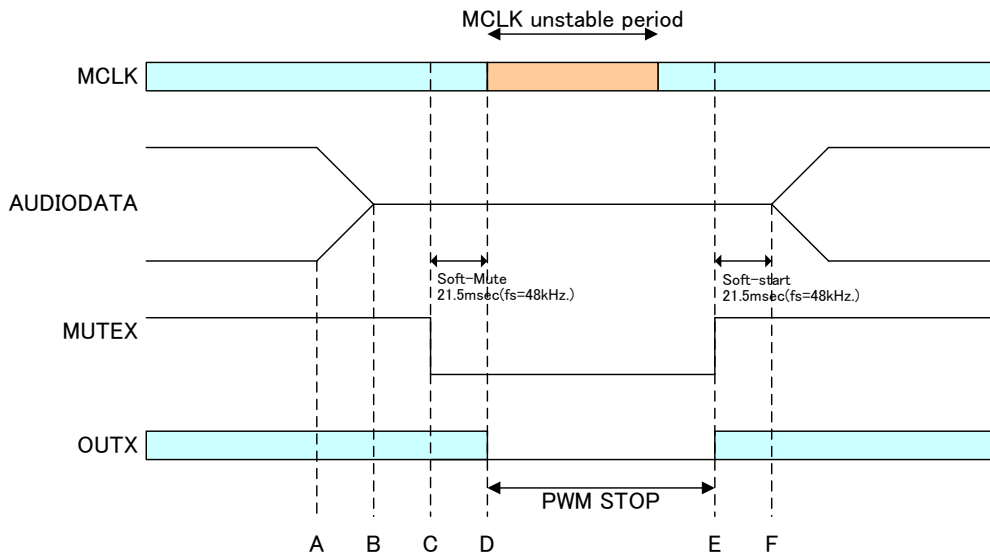 MCLK unstable period
MCLK
AUDIODATA
Soft-Mute
21.5msec(fs=48kHz.)
Soft-start
21.5msec(fs=48kHz.)
MUTEX
OUTX
PWM STOP
A B C D E F